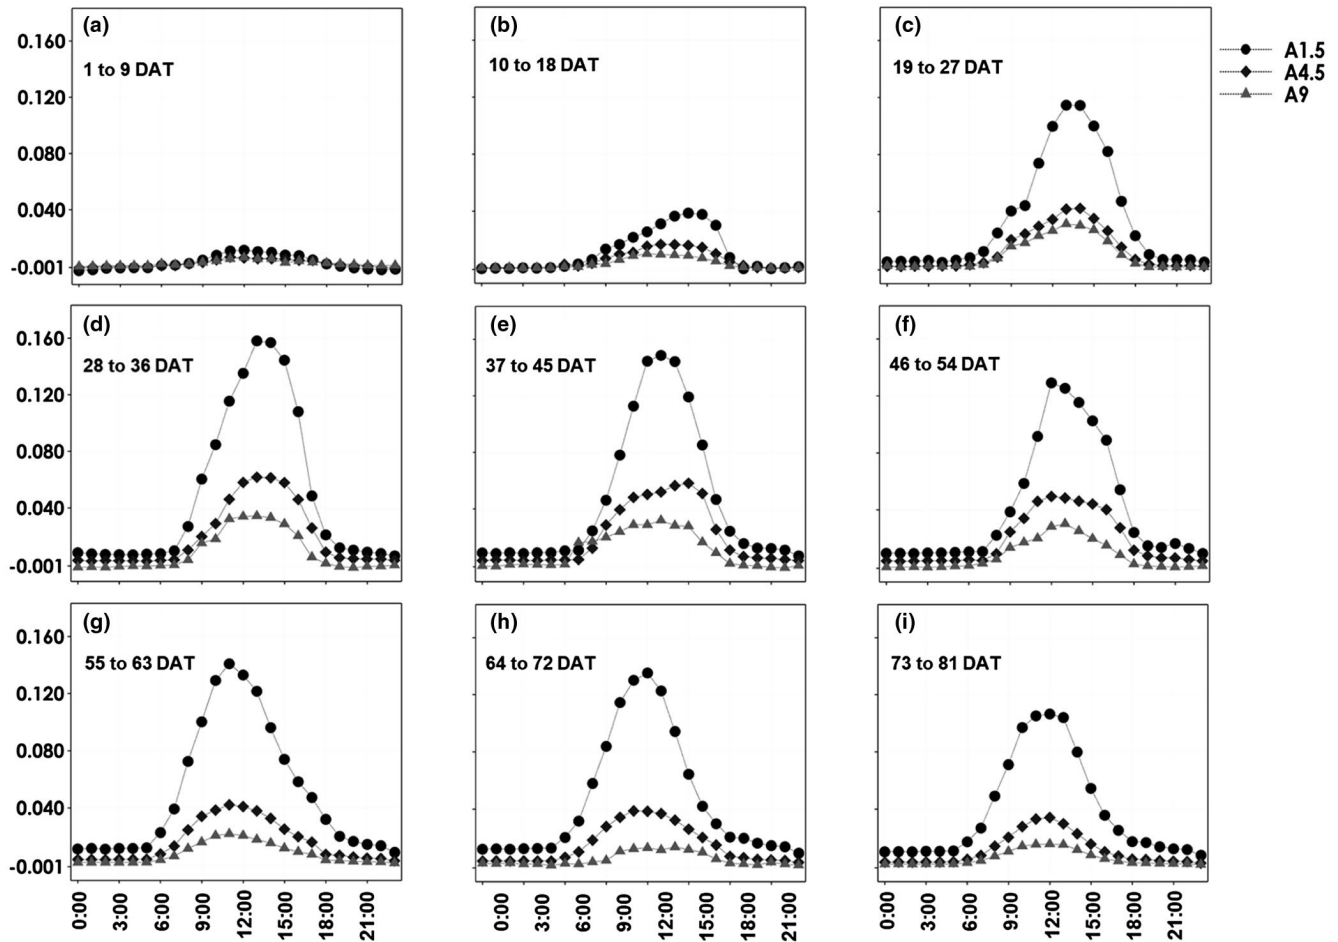 (a)
1 to 9 DAT
0.160
0.120
0.080
0.040
-0.001
(b)
10 to 18 DAT
(c)
19 to 27 DAT
A1.5
A4.5
A9
(d)
28 to 36 DAT
0.160
0.120
0.080
0.040
-0.001
(e)
37 to 45 DAT
(f)
46 to 54 DAT
(g)
55 to 63 DAT
0.160
0.120
0.080
0.040
-0.001
0:00
3:00
6:00
9:00
12:00
15:00
18:00
21:00
(h)
64 to 72 DAT
0:00
3:00
6:00
9:00
12:00
15:00
18:00
21:00
(i)
73 to 81 DAT
0:00
3:00
6:00
9:00
12:00
15:00
18:00
21:00